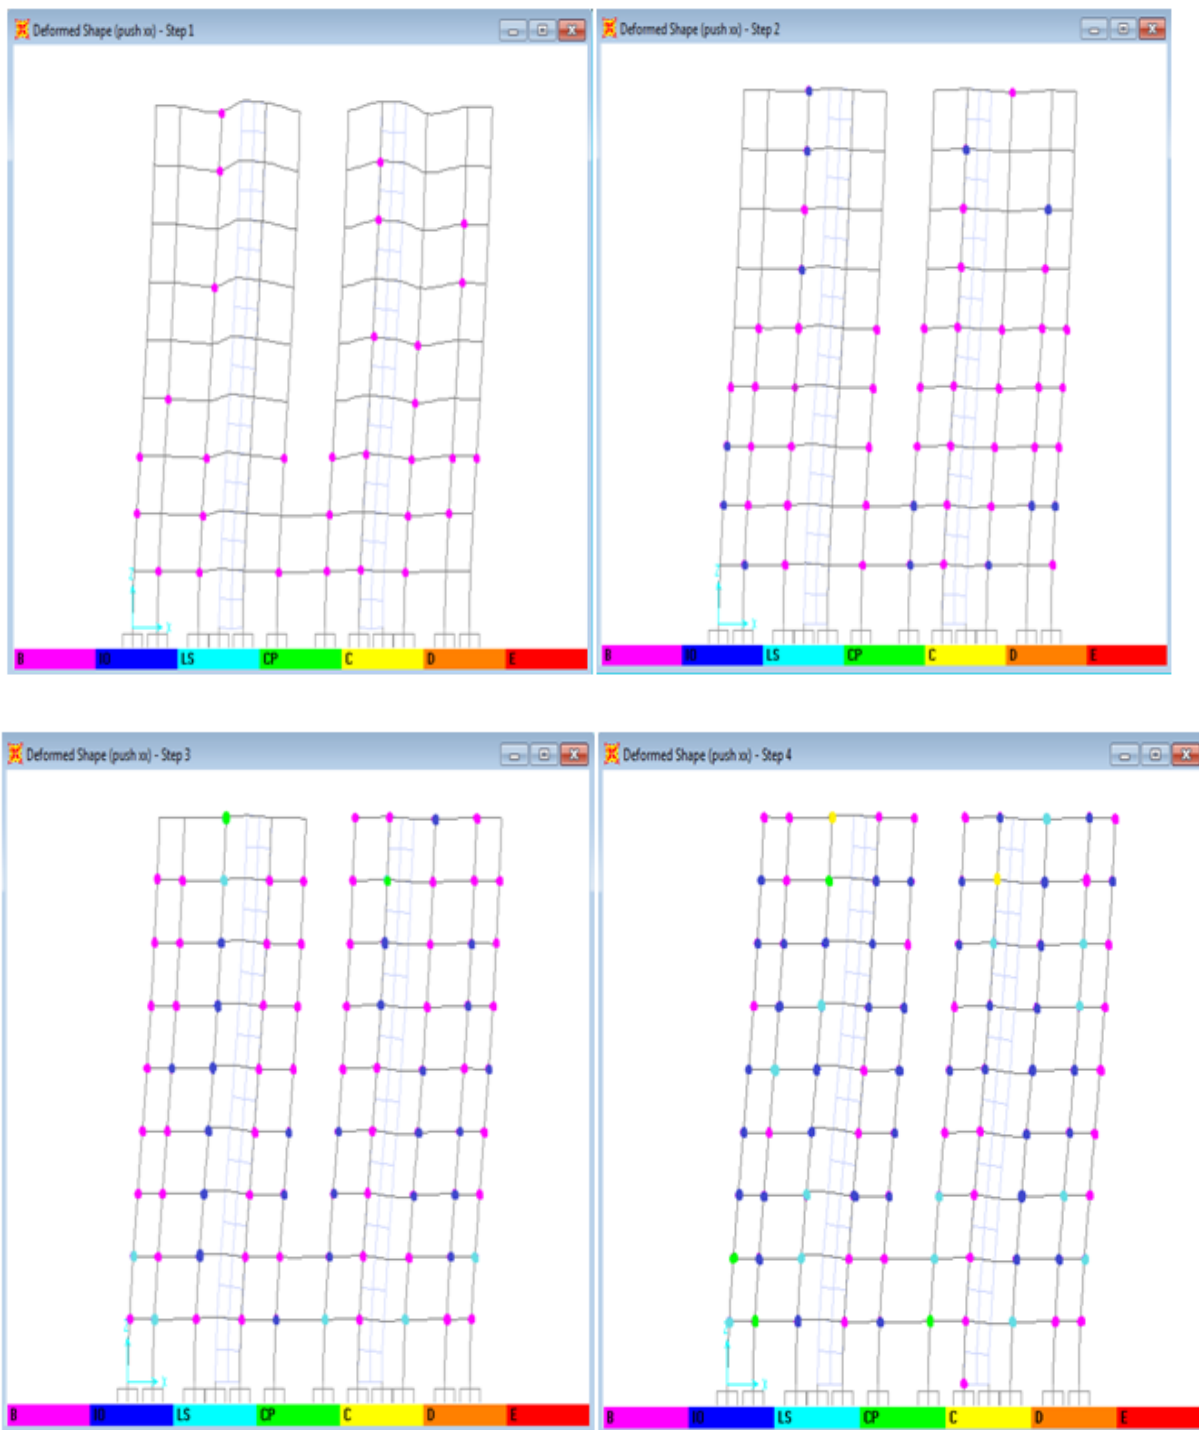 Deformed Shape (push xx) - Step 1
Deformed Shape (push xx) - Step 2
B IO LS CP C D E
B IO LS CP C D E
Deformed Shape (push xx) - Step 3
Deformed Shape (push xx) - Step 4
B IO LS CP C D E
B IO LS CP C D E